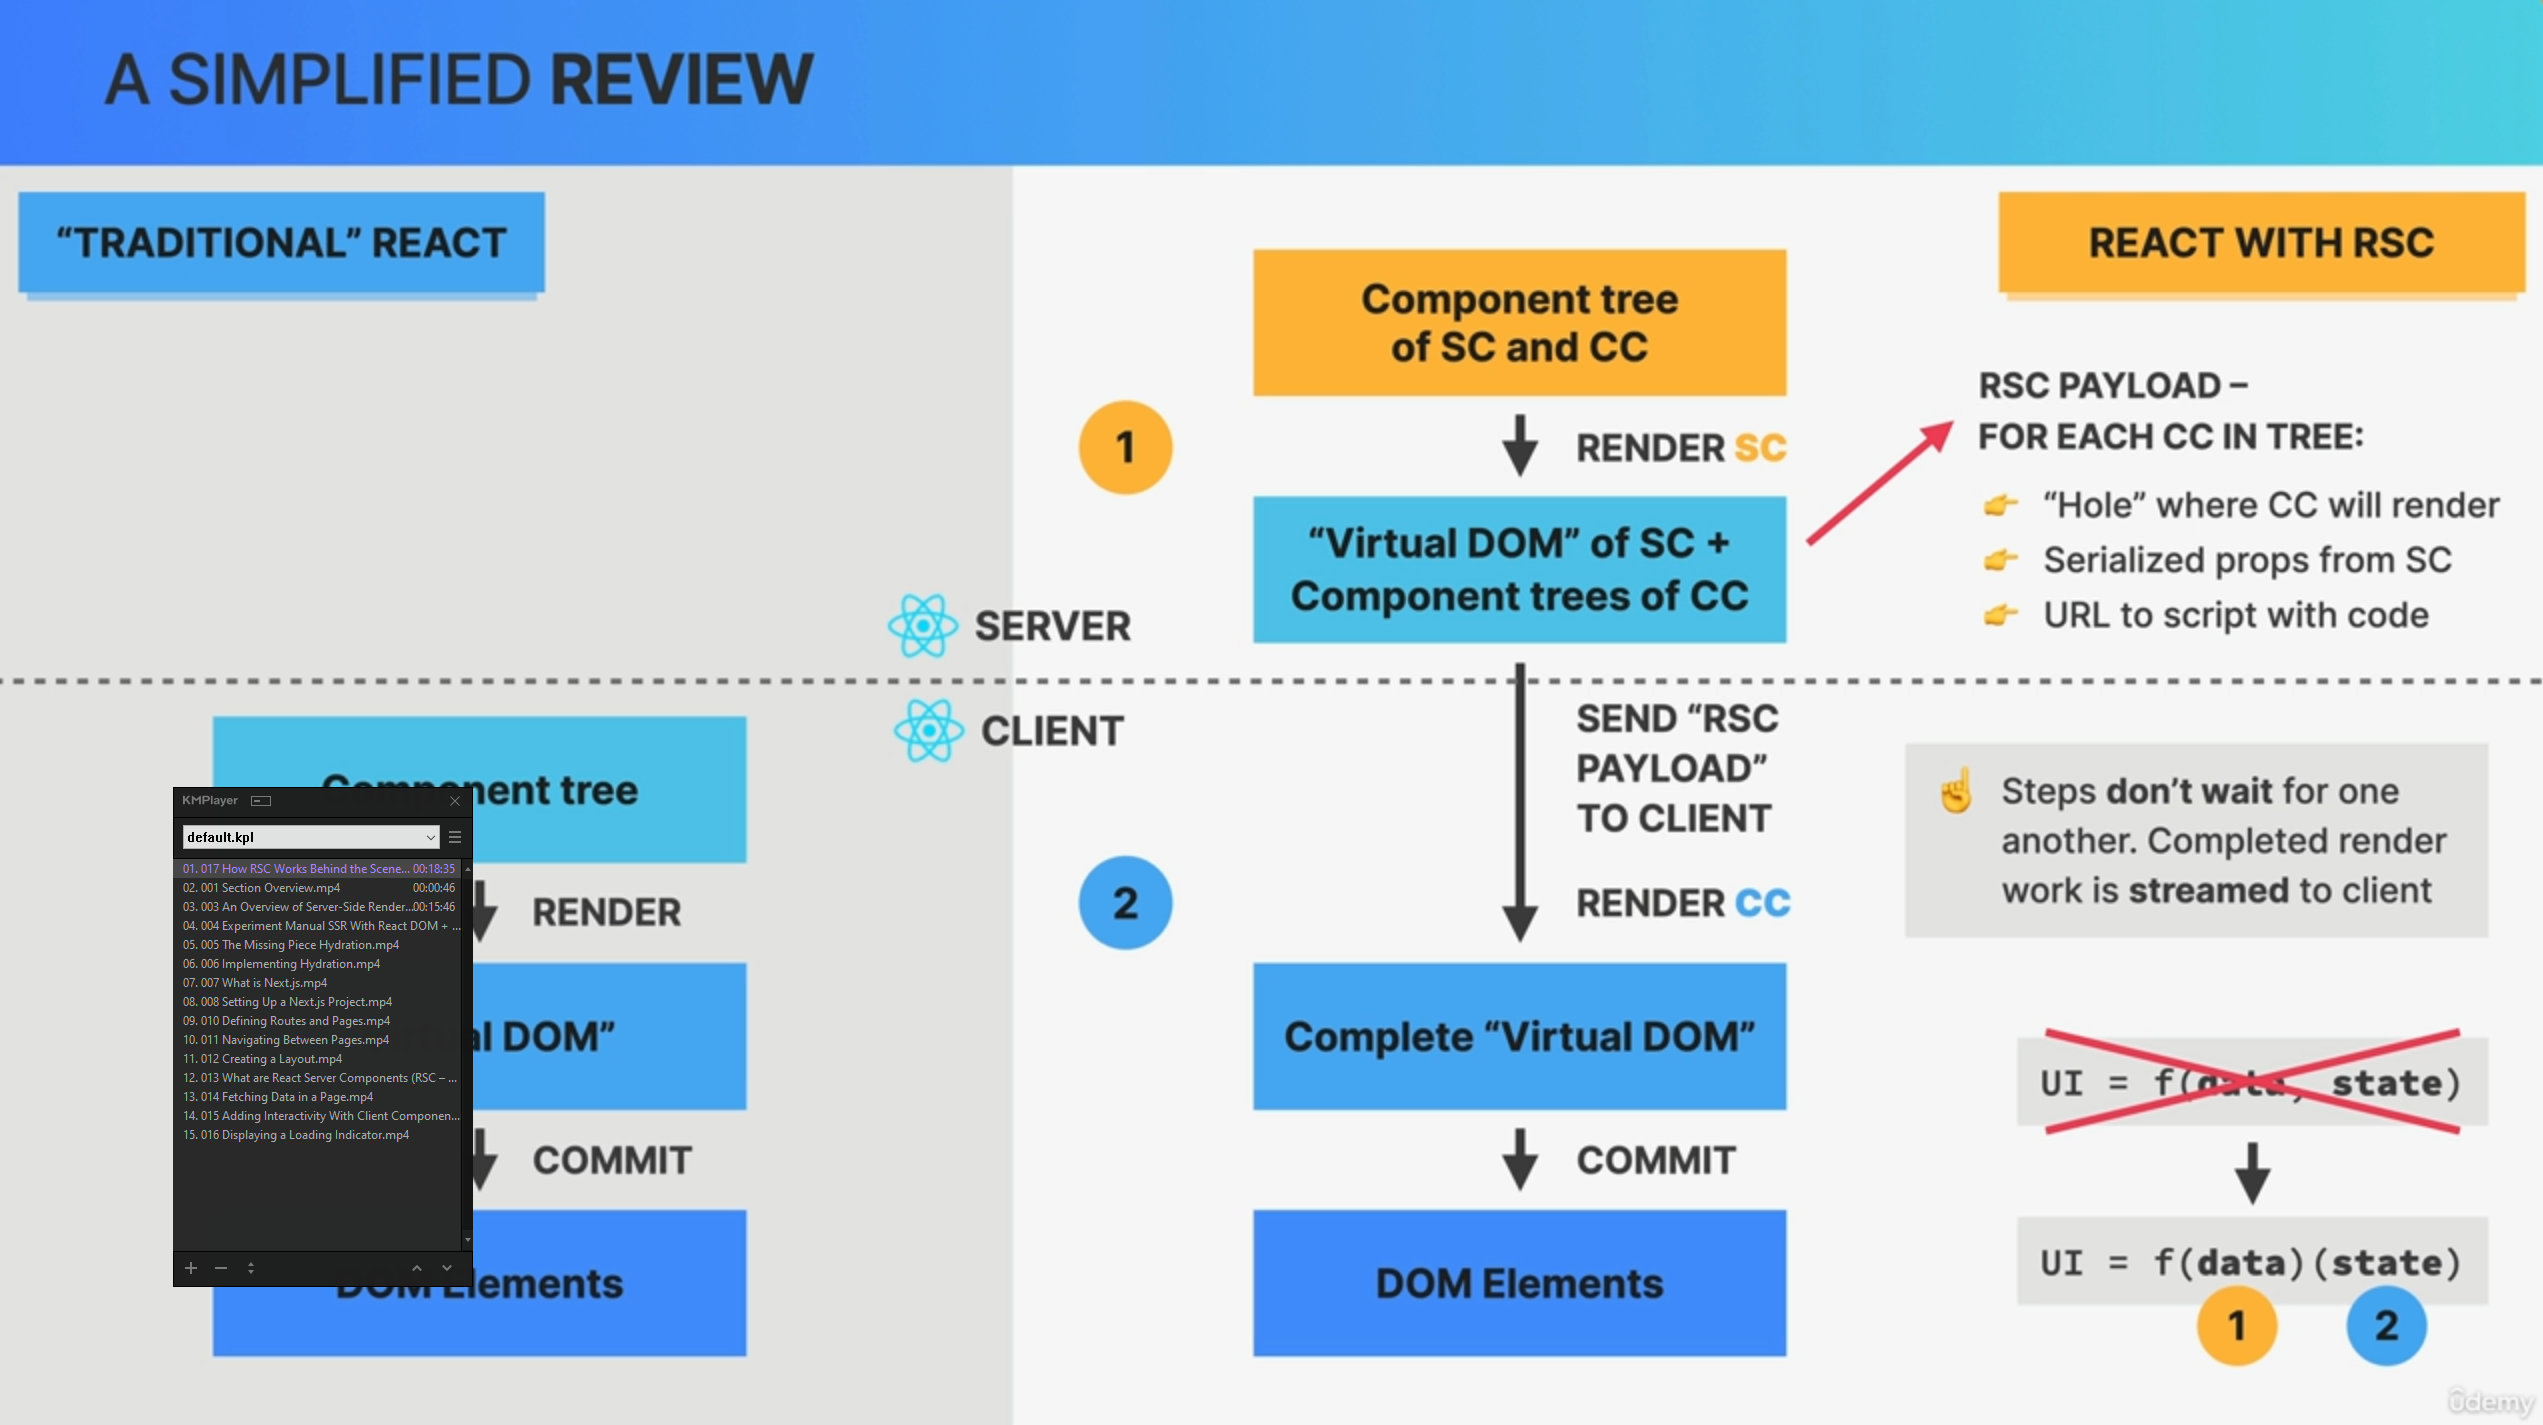 A SIMPLIFIED REVIEW
“TRADITIONAL” REACT
REACT WITH RSC
Component tree
of SC and CC
1
RENDER SC
“Virtual DOM” of SC +
Component trees of CC
RSC PAYLOAD –
FOR EACH CC IN TREE:
“Hole” where CC will render
Serialized props from SC
URL to script with code
SERVER
CLIENT
SEND “RSC
PAYLOAD”
TO CLIENT
2
RENDER CC
Complete “Virtual DOM”
COMMIT
DOM Elements
Steps don’t wait for one
another. Completed render
work is streamed to client
UI = f(data, state)
UI = f(data)(state)
1
2
Component tree
RENDER
DOM”
COMMIT
DOM Elements
KMPlayer
default.kpl
01. 017 How RSC Works Behind the Scene... 00:18:35
02. 001 Section Overview.mp4 00:00:46
03. 003 An Overview of Server-Side Render...00:15:46
04. 004 Experiment Manual SSR With React DOM + ...
05. 005 The Missing Piece Hydration.mp4
06. 006 Implementing Hydration.mp4
07. 007 What is Next.js.mp4
08. 008 Setting Up a Next.js Project.mp4
09. 010 Defining Routes and Pages.mp4
10. 011 Navigating Between Pages.mp4
11. 012 Creating a Layout.mp4
12. 013 What are React Server Components (RSC – ...
13. 014 Fetching Data in a Page.mp4
14. 015 Adding Interactivity With Client Componen...
15. 016 Displaying a Loading Indicator.mp4
ûdemy